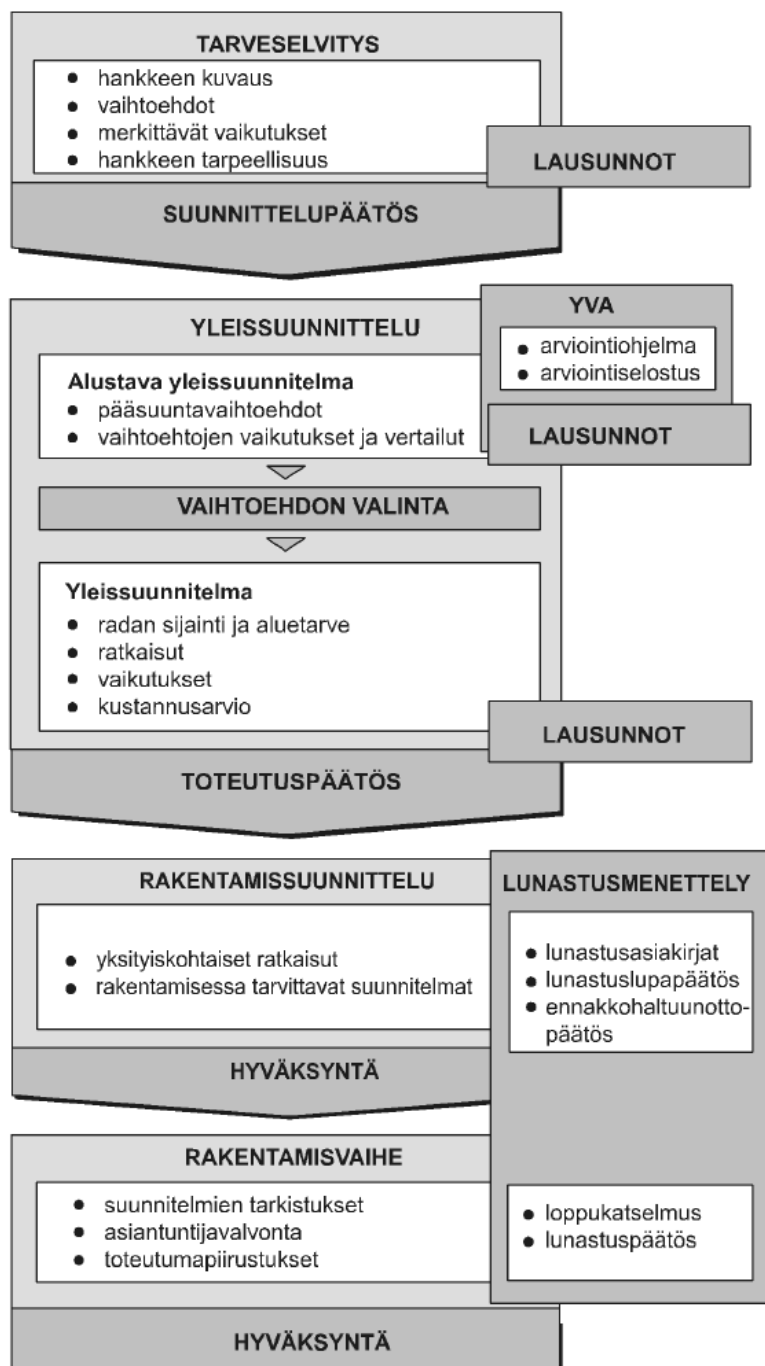 TARVESELVITYS
● hankkeen kuvaus
● vaihtoehdot
● merkittävät vaikutukset
● hankkeen tarpeellisuus
LAUSUNNOT
SUUNNITTELUPÄÄTÖS
YLEISSUUNNITTELU
YVA
● arviointiohjelma
● arviointiselostus
LAUSUNNOT
Alustava yleissuunnitelma
● pääsuuntavaihtoehdot
● vaihtoehtojen vaikutukset ja vertailut
VAIHTOEHDON VALINTA
Yleissuunnitelma
● radan sijainti ja aluetarve
● ratkaisut
● vaikutukset
● kustannusarvio
LAUSUNNOT
TOTEUTUSPÄÄTÖS
RAKENTAMISSUUNNITTELU
● yksityiskohtaiset ratkaisut
● rakentamisessa tarvittavat suunnitelmat
HYVÄKSYNTÄ
LUNASTUSMENETTELY
● lunastusasiakirjat
● lunastuslupapäätös
● ennakkohaltuunotto-
päätös
RAKENTAMISVAIHE
● suunnitelmien tarkistukset
● asiantuntijavalvonta
● toteutumapiirustukset
● loppukatselmus
● lunastuspäätös
HYVÄKSYNTÄ